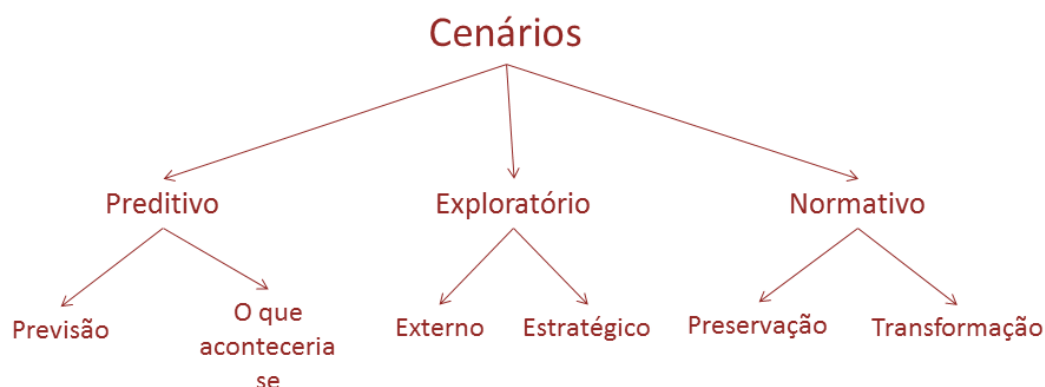 Cenários
Preditivo
Exploratório
Normativo
Previsão
O que
aconteceria
se
Externo
Estratégico
Preservação
Transformação